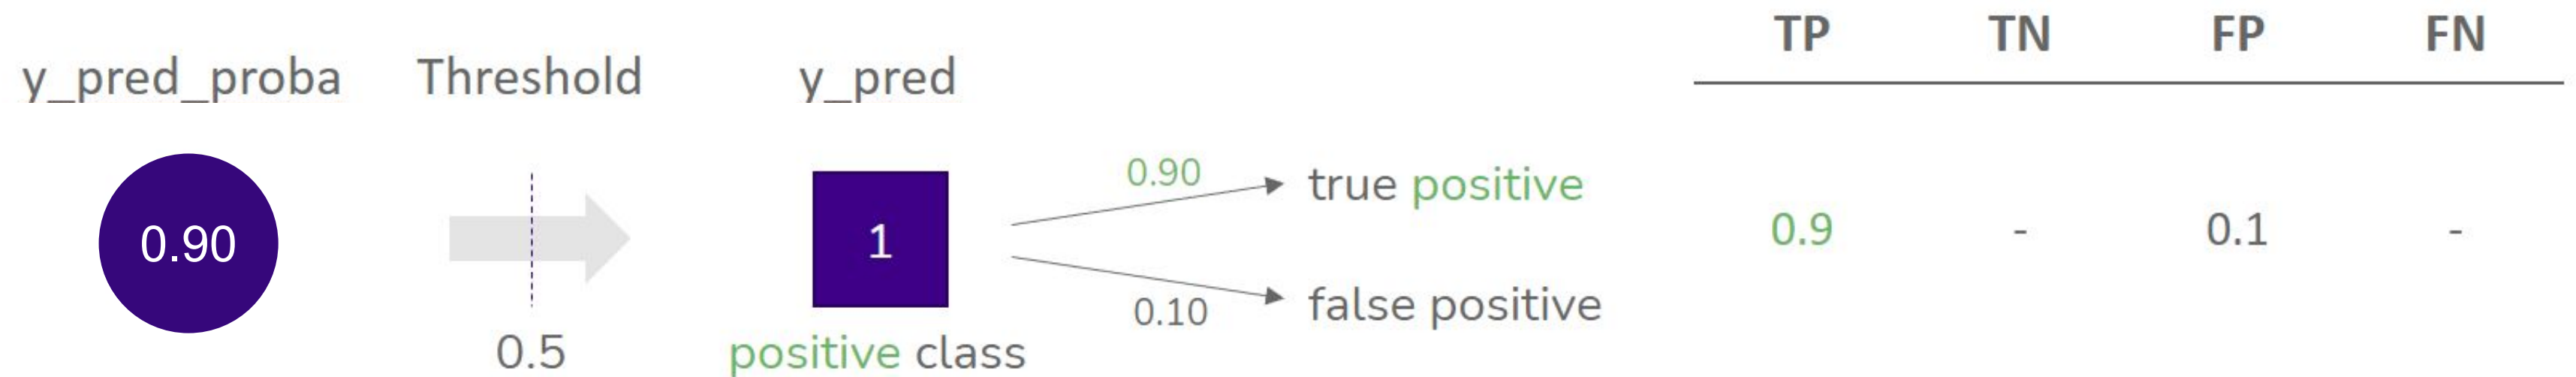 y_pred_proba Threshold y_pred
0.90
0.5
1
positive class
0.90
true positive
0.10
false positive
TP TN FP FN
0.9 - 0.1 -